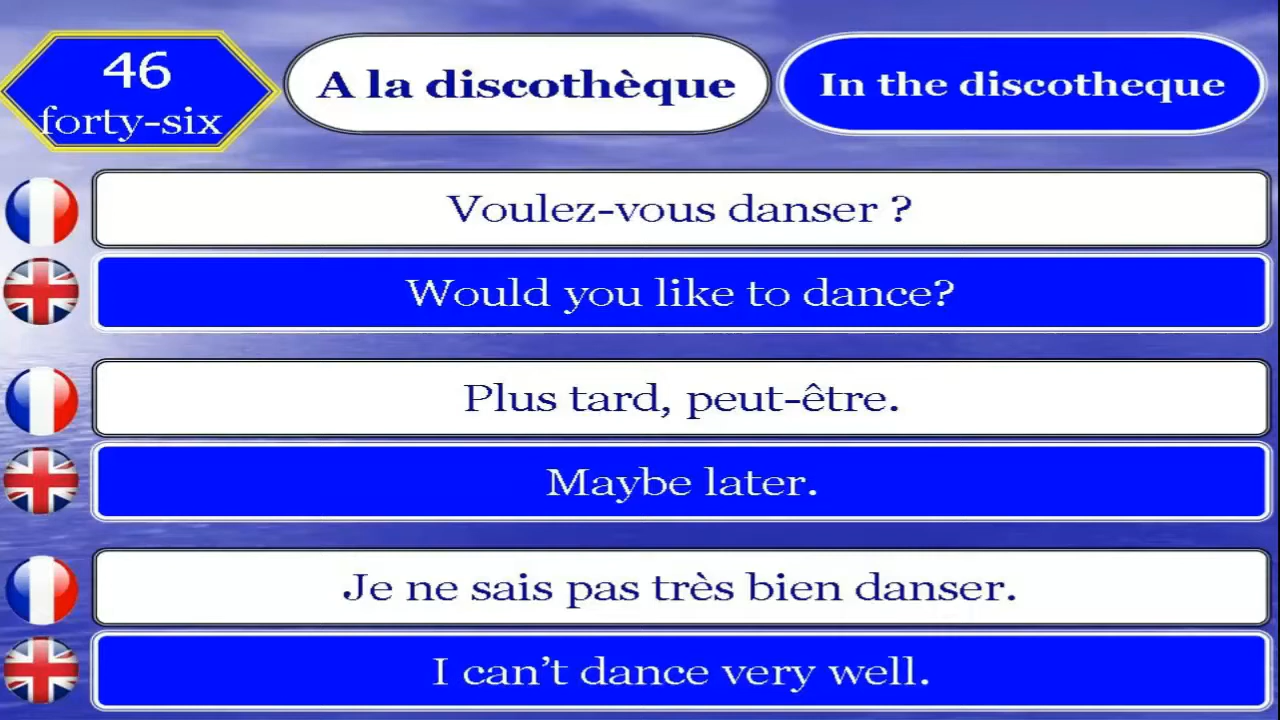 46
forty-six
A la discothèque
In the discotheque
Voulez-vous danser ?
Would you like to dance?
Plus tard, peut-être.
Maybe later.
Je ne sais pas très bien danser.
I can’t dance very well.